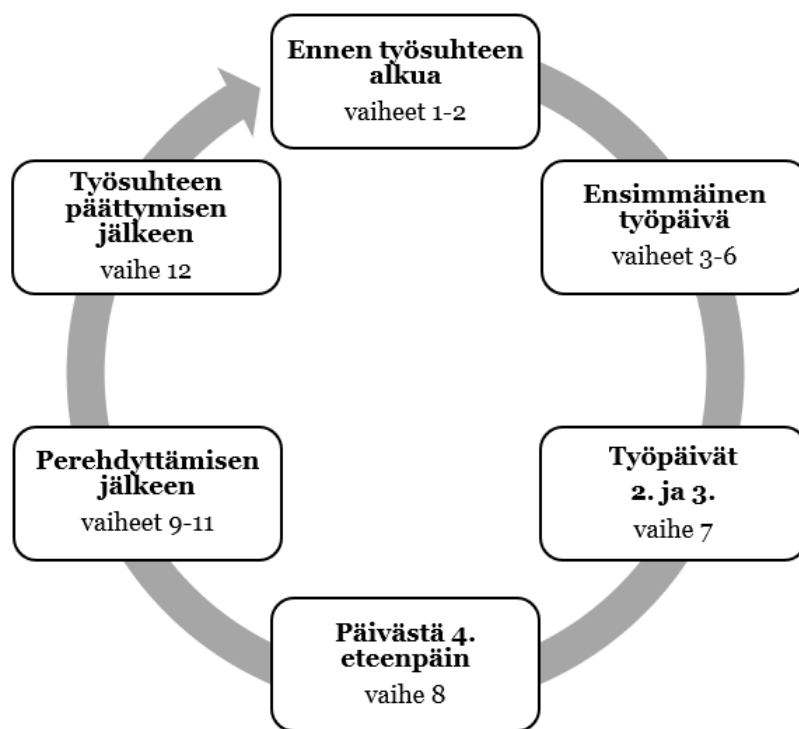 Ennen työsuhteen
alkua
vaiheet 1-2
Ensimmäinen
työpäivä
vaiheet 3-6
Työpäivät
2. ja 3.
vaihe 7
Päivästä 4.
eteenpäin
vaihe 8
Perehdyttämisen
jälkeen
vaiheet 9-11
Työsuhteen
päättymisen
jälkeen
vaihe 12